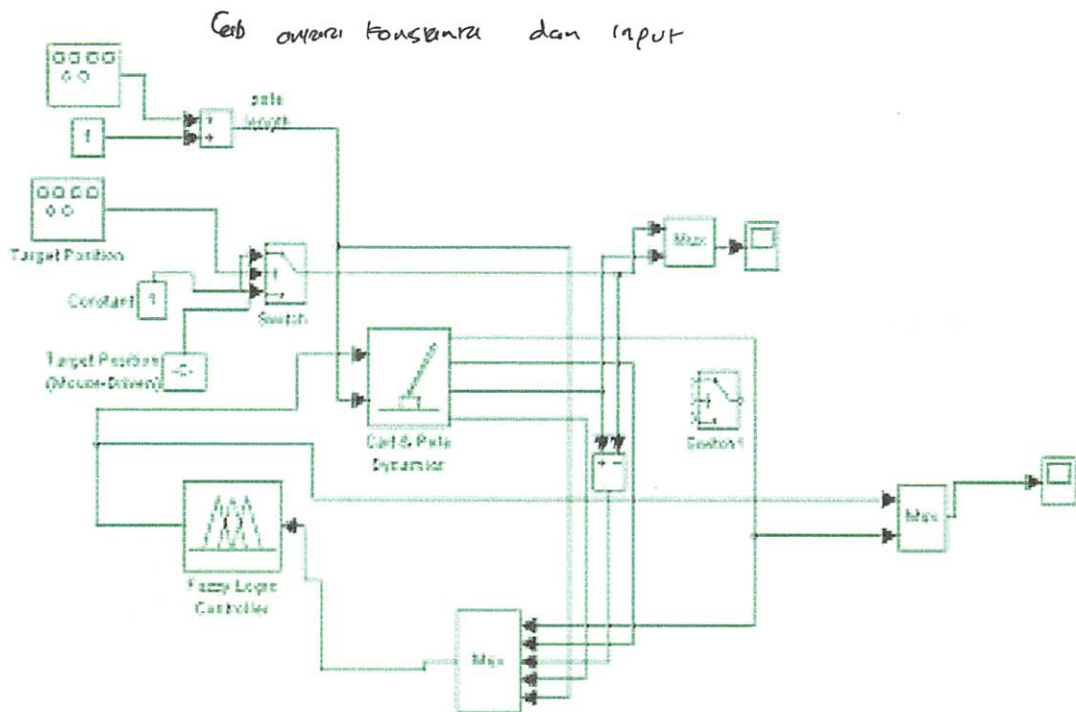 antara konstanta dan input
pole
length
1
Target Position
Constant
1
Switch
Target Position
(Mouse-Driven)
-C-
Mux
Cart & Pole
Dynamics
Switch1
+ -
Mux
Fuzzy Logic
Controller
Mux